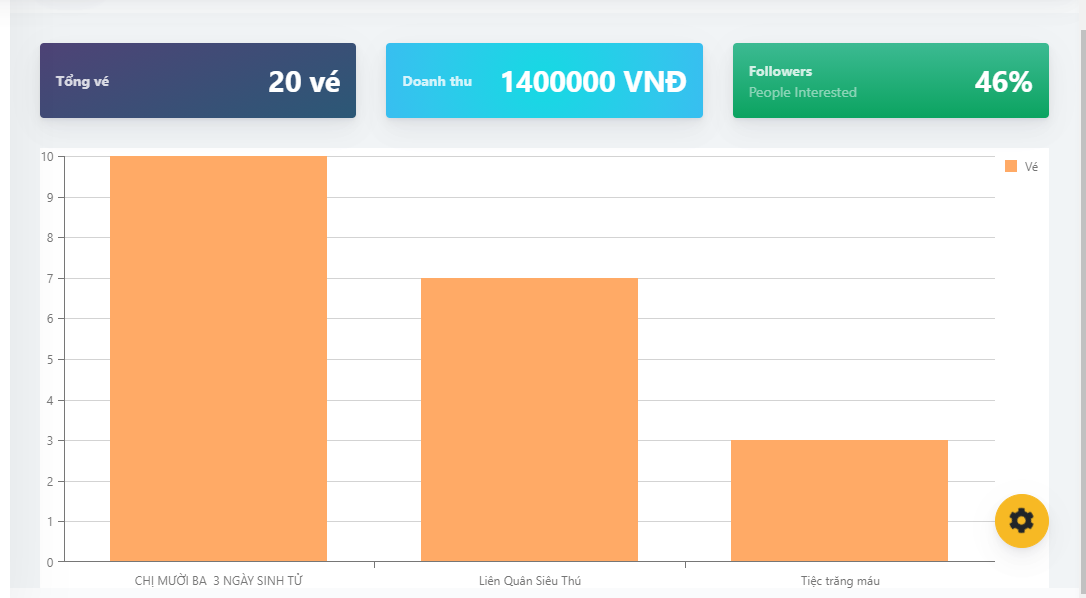 Tổng vé
20 vé
Doanh thu
1400000 VNĐ
Followers
People Interested
46%
Vé
10
9
8
7
6
5
4
3
2
1
0
CHỊ MƯỜI BA 3 NGÀY SINH TỬ
Liên Quân Siêu Thú
Tiệc trăng máu